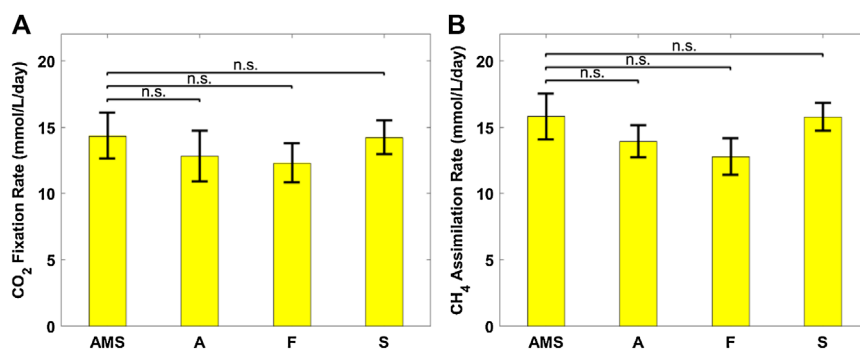 A
CO2 Fixation Rate (mmol/L/day)
20
15
10
5
0
n.s.
n.s.
n.s.
AMS A F S
B
CH4 Assimilation Rate (mmol/L/day)
20
15
10
5
0
n.s.
n.s.
n.s.
AMS A F S